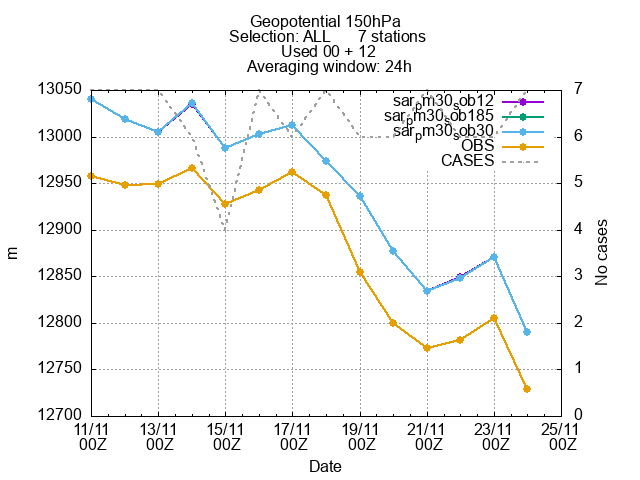 Geopotential 150hPa
Selection: ALL 7 stations
Used 00 + 12
Averaging window: 24h
sarpm30sob12
sarpm30sob185
sarpm30sob30
OBS
CASES
13050
13000
12950
12900
12850
12800
12750
12700
m
7
6
5
4
3
2
1
0
No cases
11/11 13/11 15/11 17/11 19/11 21/11 23/11 25/11
00Z 00Z 00Z 00Z 00Z 00Z 00Z 00Z
Date